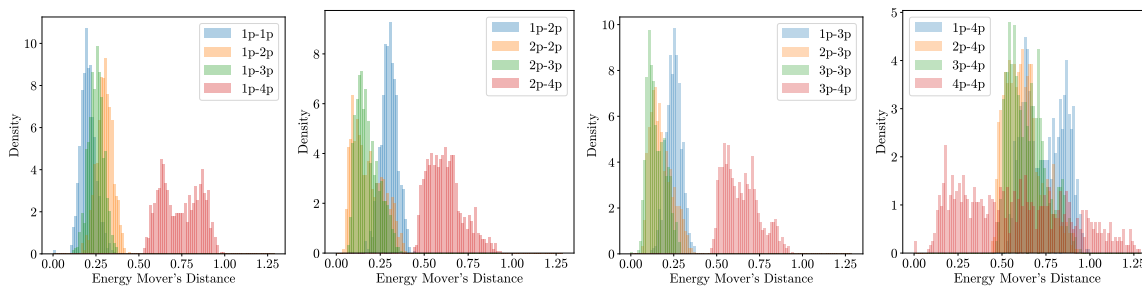 1p-1p
1p-2p
1p-3p
1p-4p
10
8
6
4
2
0
Density
0.00 0.25 0.50 0.75 1.00 1.25
Energy Mover's Distance
1p-2p
2p-2p
2p-3p
2p-4p
8
6
4
2
0
Density
0.00 0.25 0.50 0.75 1.00 1.25
Energy Mover's Distance
1p-3p
2p-3p
3p-3p
3p-4p
10
8
6
4
2
0
Density
0.00 0.25 0.50 0.75 1.00 1.25
Energy Mover's Distance
1p-4p
2p-4p
3p-4p
4p-4p
5
4
3
2
1
0
Density
0.00 0.25 0.50 0.75 1.00 1.25
Energy Mover's Distance